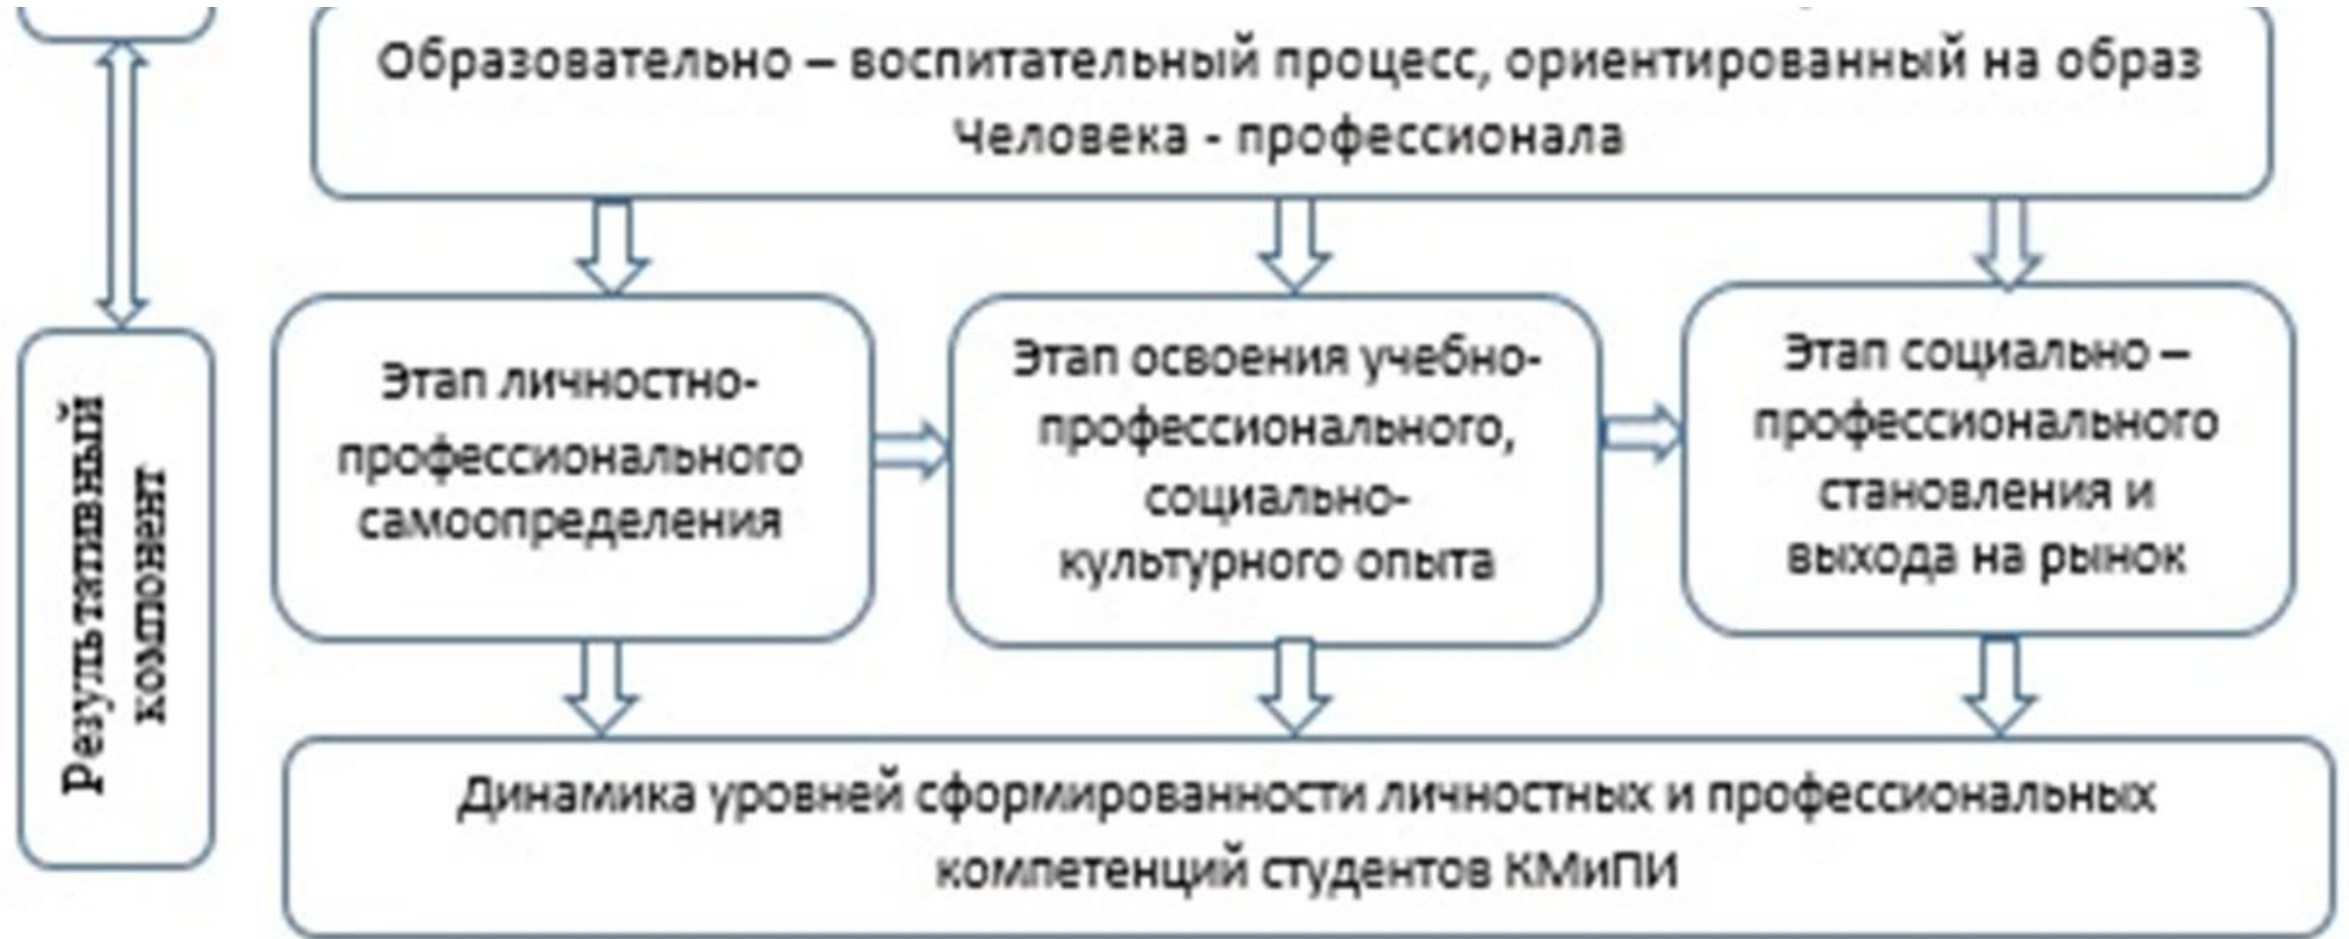 Образовательно – воспитательный процесс, ориентированный на образ
Человека - профессионала
Результативный
компонент
Этап личностно-
профессионального
самоопределения
Этап освоения учебно-
профессионального,
социально-
культурного опыта
Этап социально –
профессионального
становления и
выхода на рынок
Динамика уровней сформированности личностных и профессиональных
компетенций студентов КМиПИ